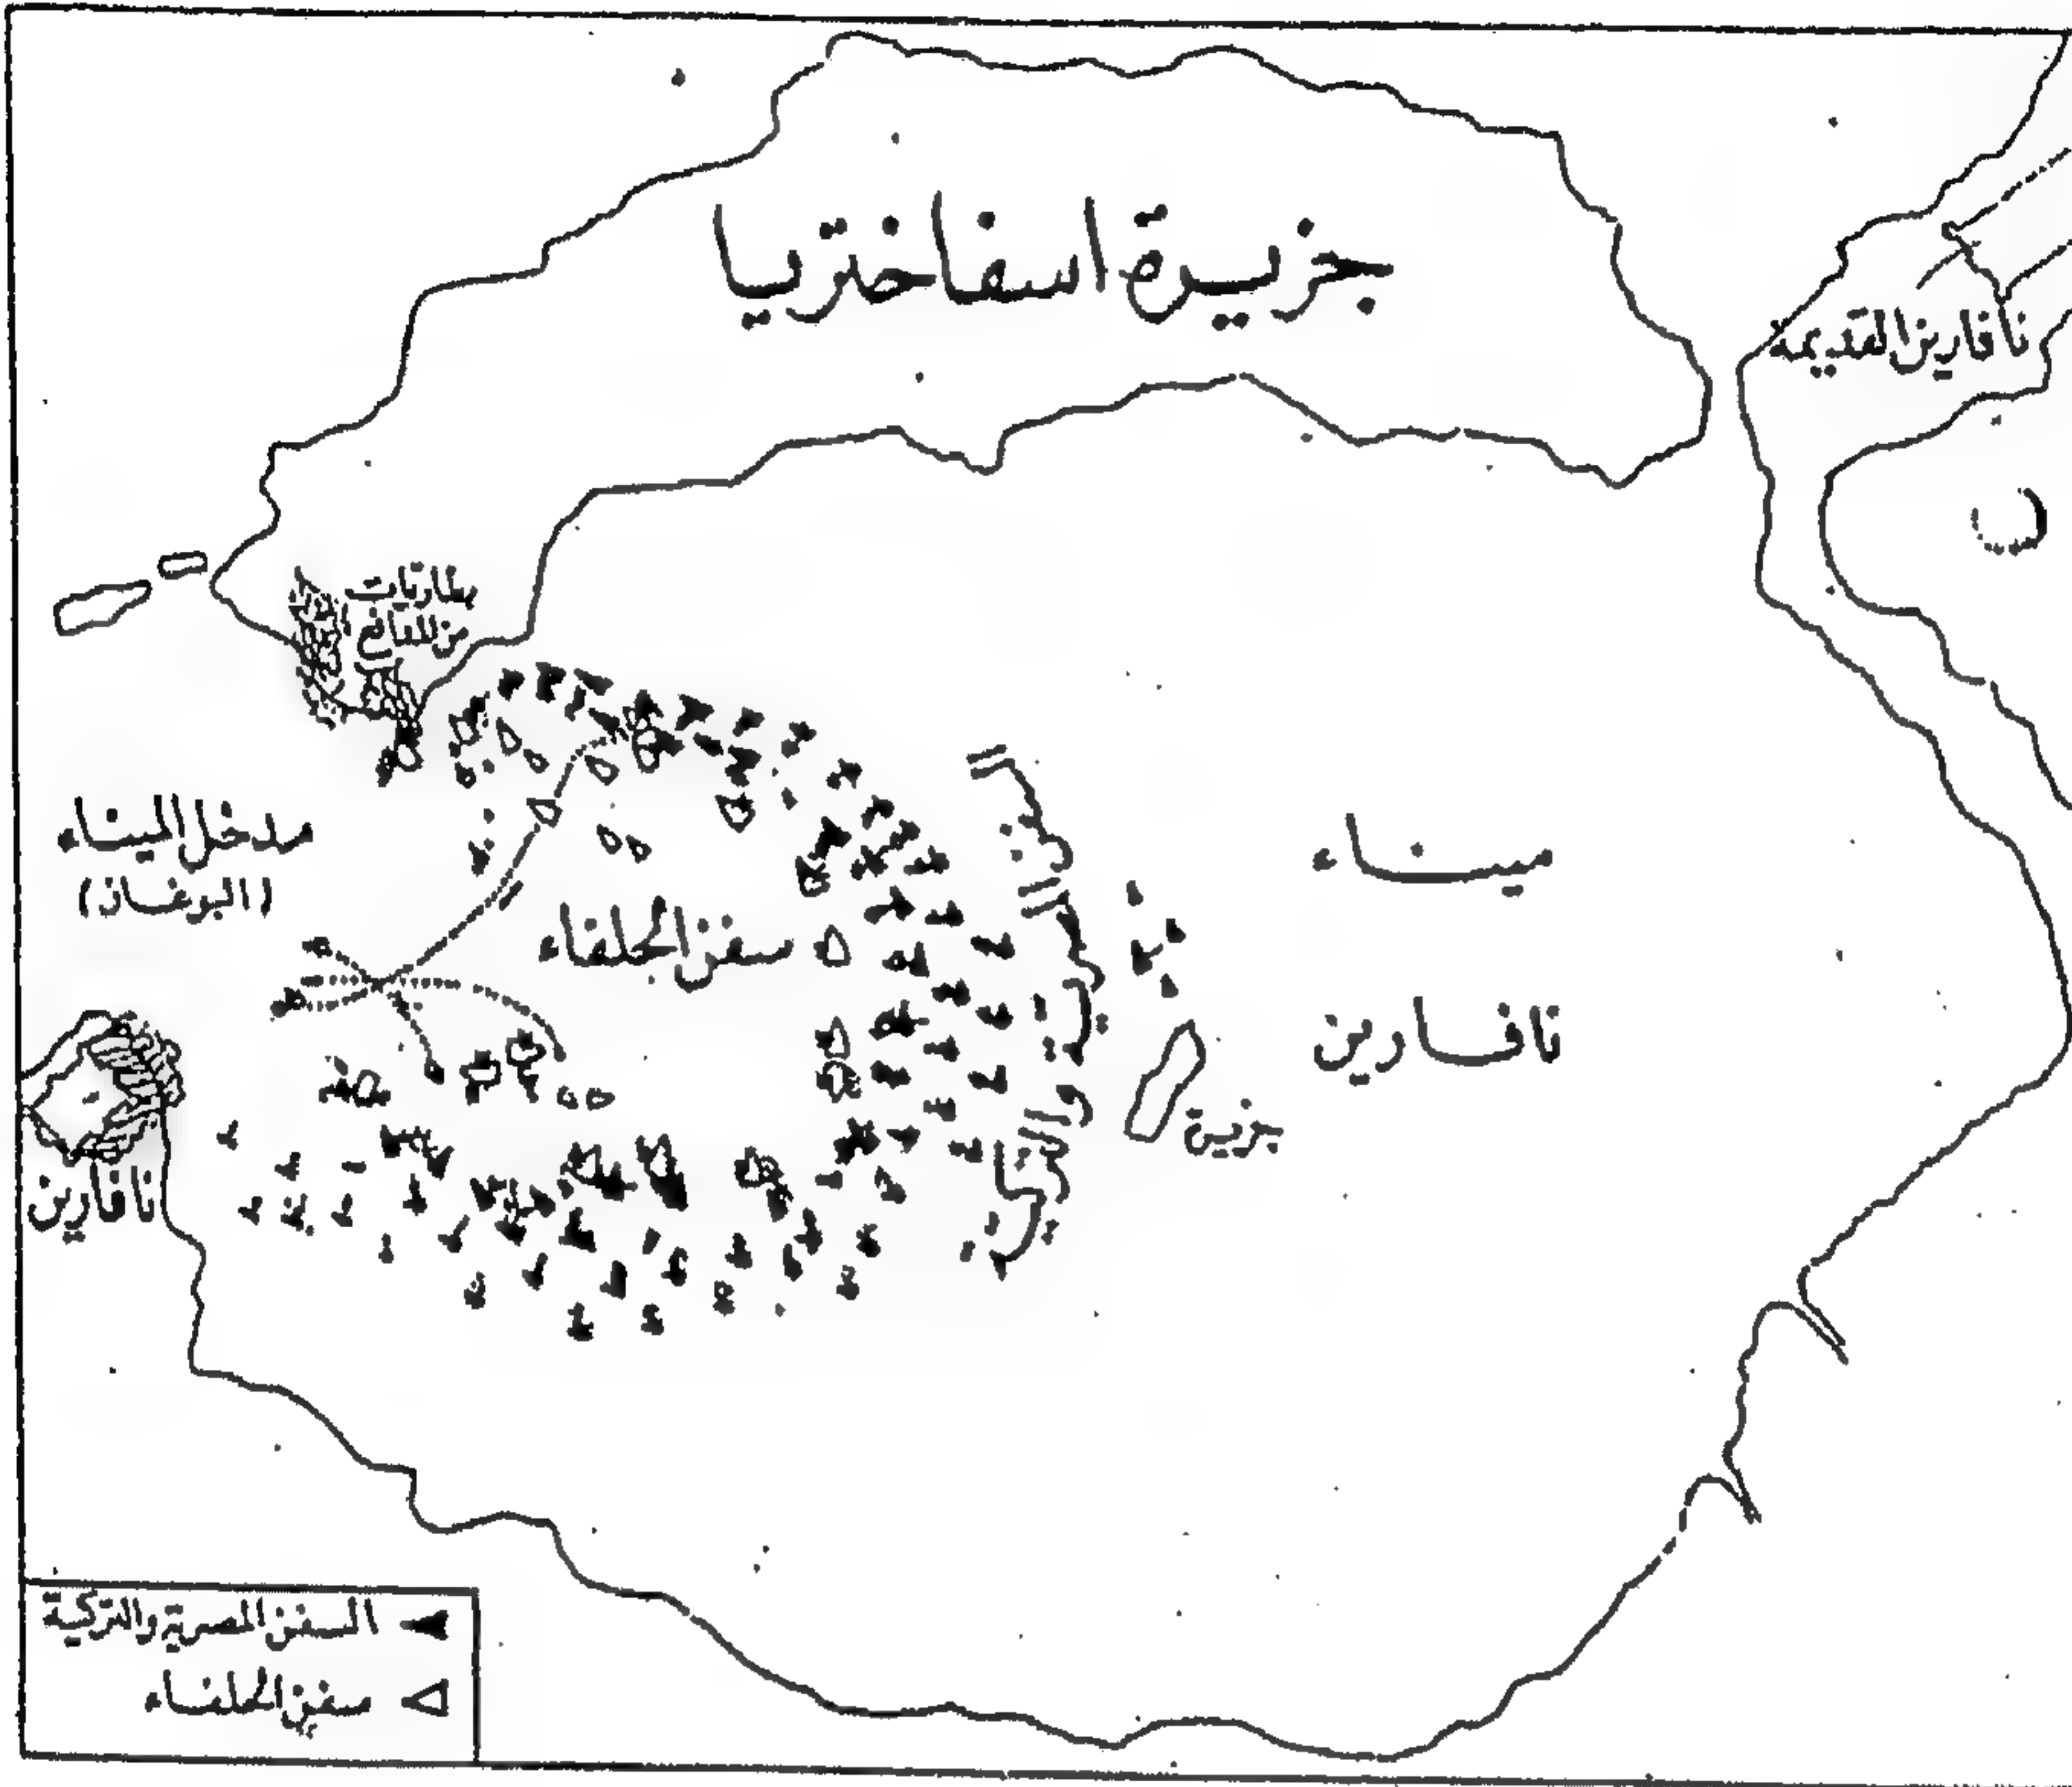 جزيرة اسفاختريا
نافارين القديمة
بطاريات
من المدافع
مدخل الميناء
(البوغاز)
سفن الحلفاء
ميناء
نافارين
جزيرة
نافارين
السفن المصرية والتركية
سفن الحلفاء